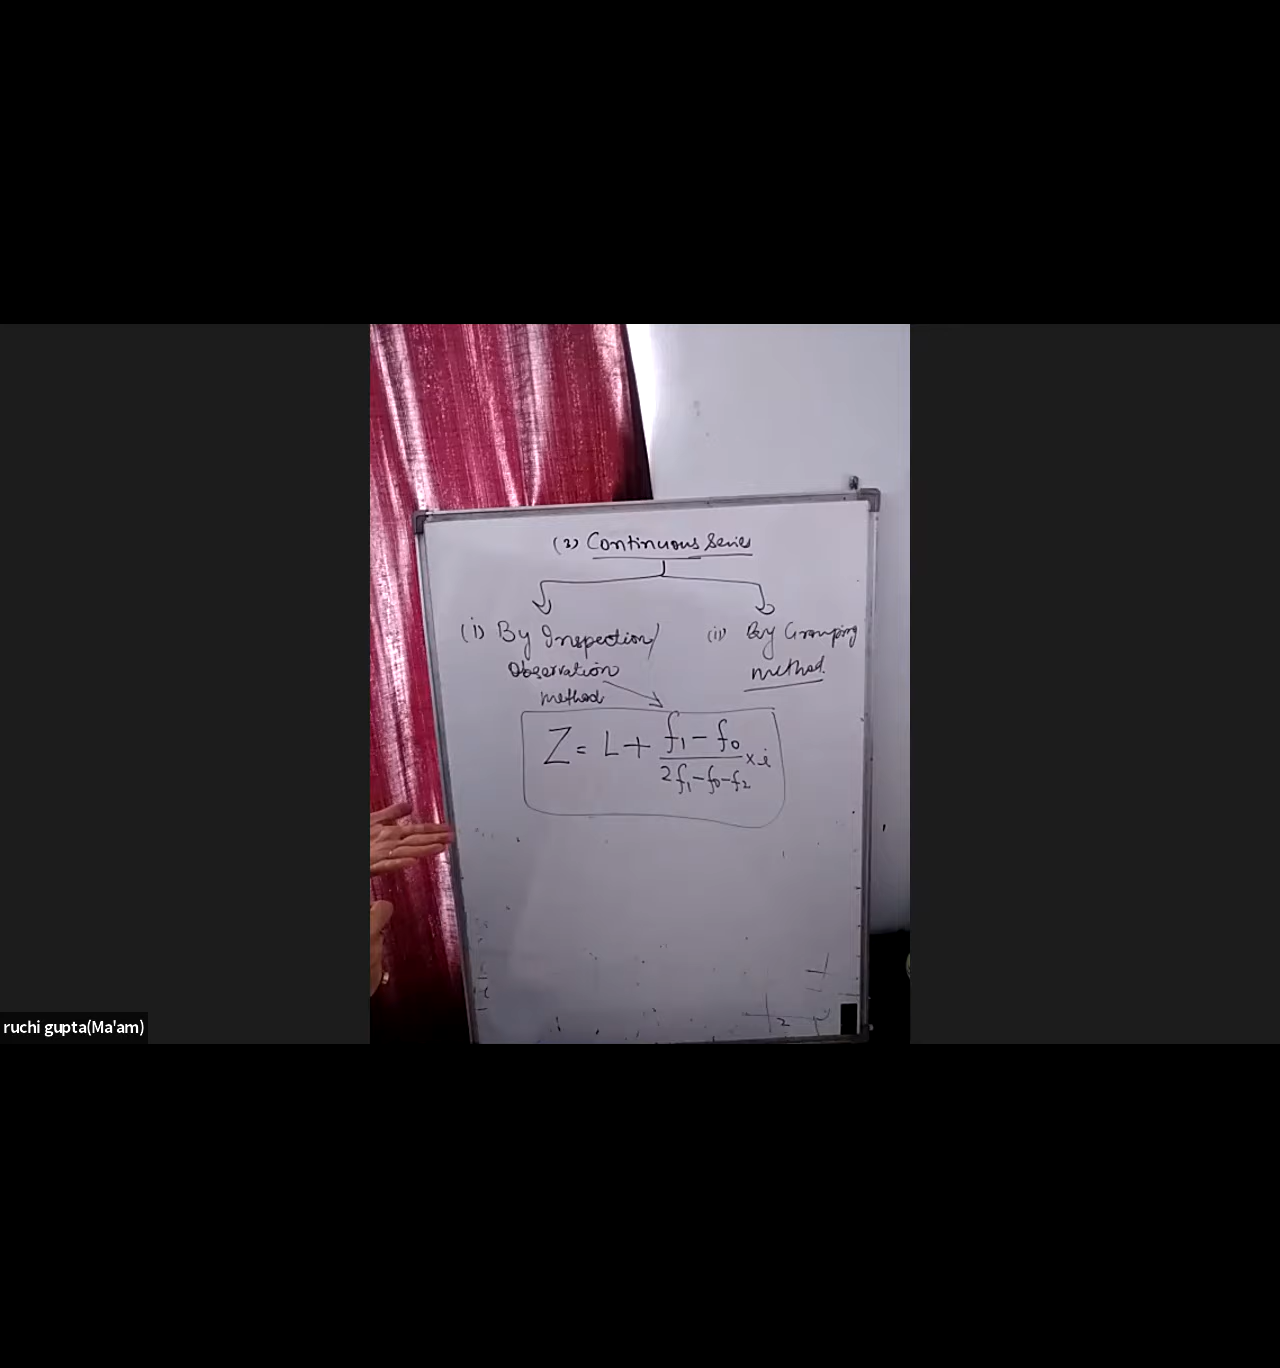 (3) Continuous Series
(i) By Inspection/
Observation
method
(ii) By Grouping
method.
Z = L + f₁ - f₀
2f₁ - f₀ - f₂
× i
2
ruchi gupta(Ma'am)